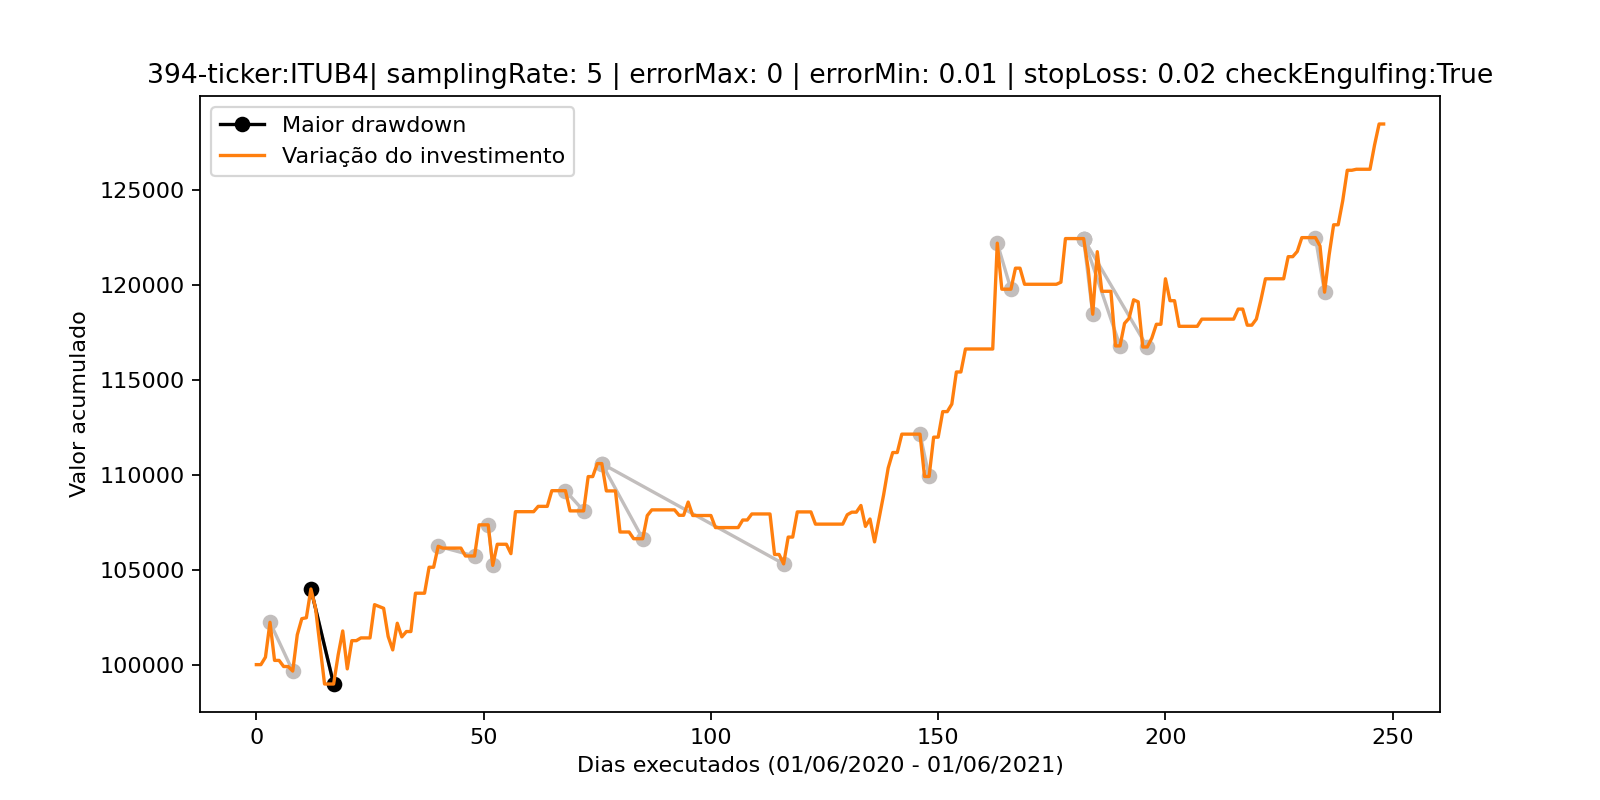 394-ticker:ITUB4| samplingRate: 5 | errorMax: 0 | errorMin: 0.01 | stopLoss: 0.02 checkEngulfing:True
Maior drawdown
Variação do investimento
Valor acumulado
125000
120000
115000
110000
105000
100000
0 50 100 150 200 250
Dias executados (01/06/2020 - 01/06/2021)